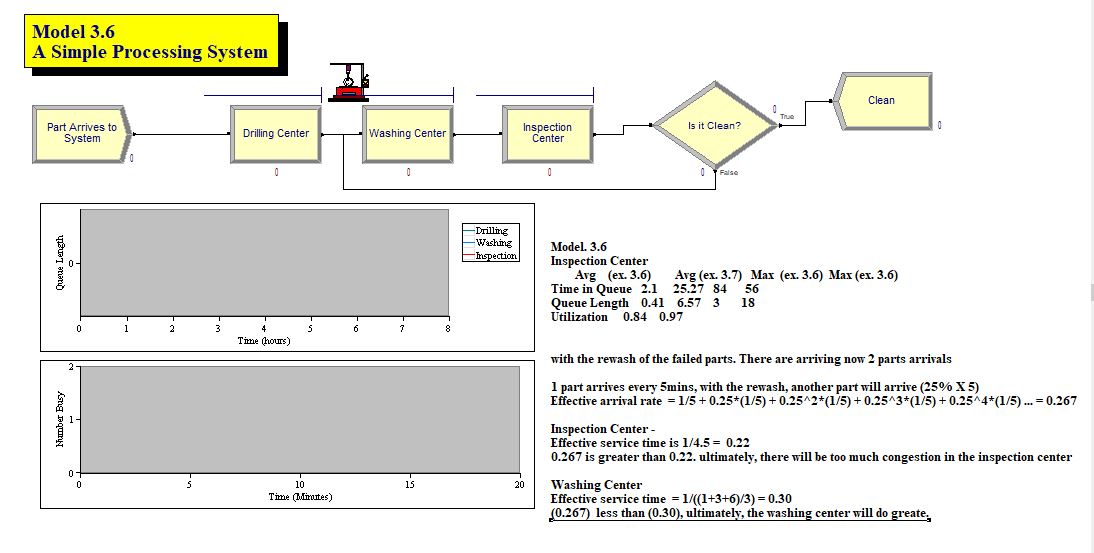 Model 3.6
A Simple Processing System
Part Arrives to
System
0
Drilling Center
0
Washing Center
0
Inspection
Center
0
Is it Clean?
0
True
0
False
Clean
0
Queue Length
0
0 1 2 3 4 5 6 7 8
Time (hours)
Drilling
Washing
Inspection
Number Busy
2
1
0
0 5 10 15 20
Time (Minutes)
Model. 3.6
Inspection Center
Avg (ex. 3.6) Avg (ex. 3.7) Max (ex. 3.6) Max (ex. 3.6)
Time in Queue 2.1 25.27 84 56
Queue Length 0.41 6.57 3 18
Utilization 0.84 0.97
with the rewash of the failed parts. There are arriving now 2 parts arrivals
1 part arrives every 5mins, with the rewash, another part will arrive (25% X 5)
Effective arrival rate = 1/5 + 0.25*(1/5) + 0.25^2*(1/5) + 0.25^3*(1/5) + 0.25^4*(1/5) ... = 0.267
Inspection Center -
Effective service time is 1/4.5 = 0.22
0.267 is greater than 0.22. ultimately, there will be too much congestion in the inspection center
Washing Center
Effective service time = 1/((1+3+6)/3) = 0.30
(0.267) less than (0.30), ultimately, the washing center will do greate.